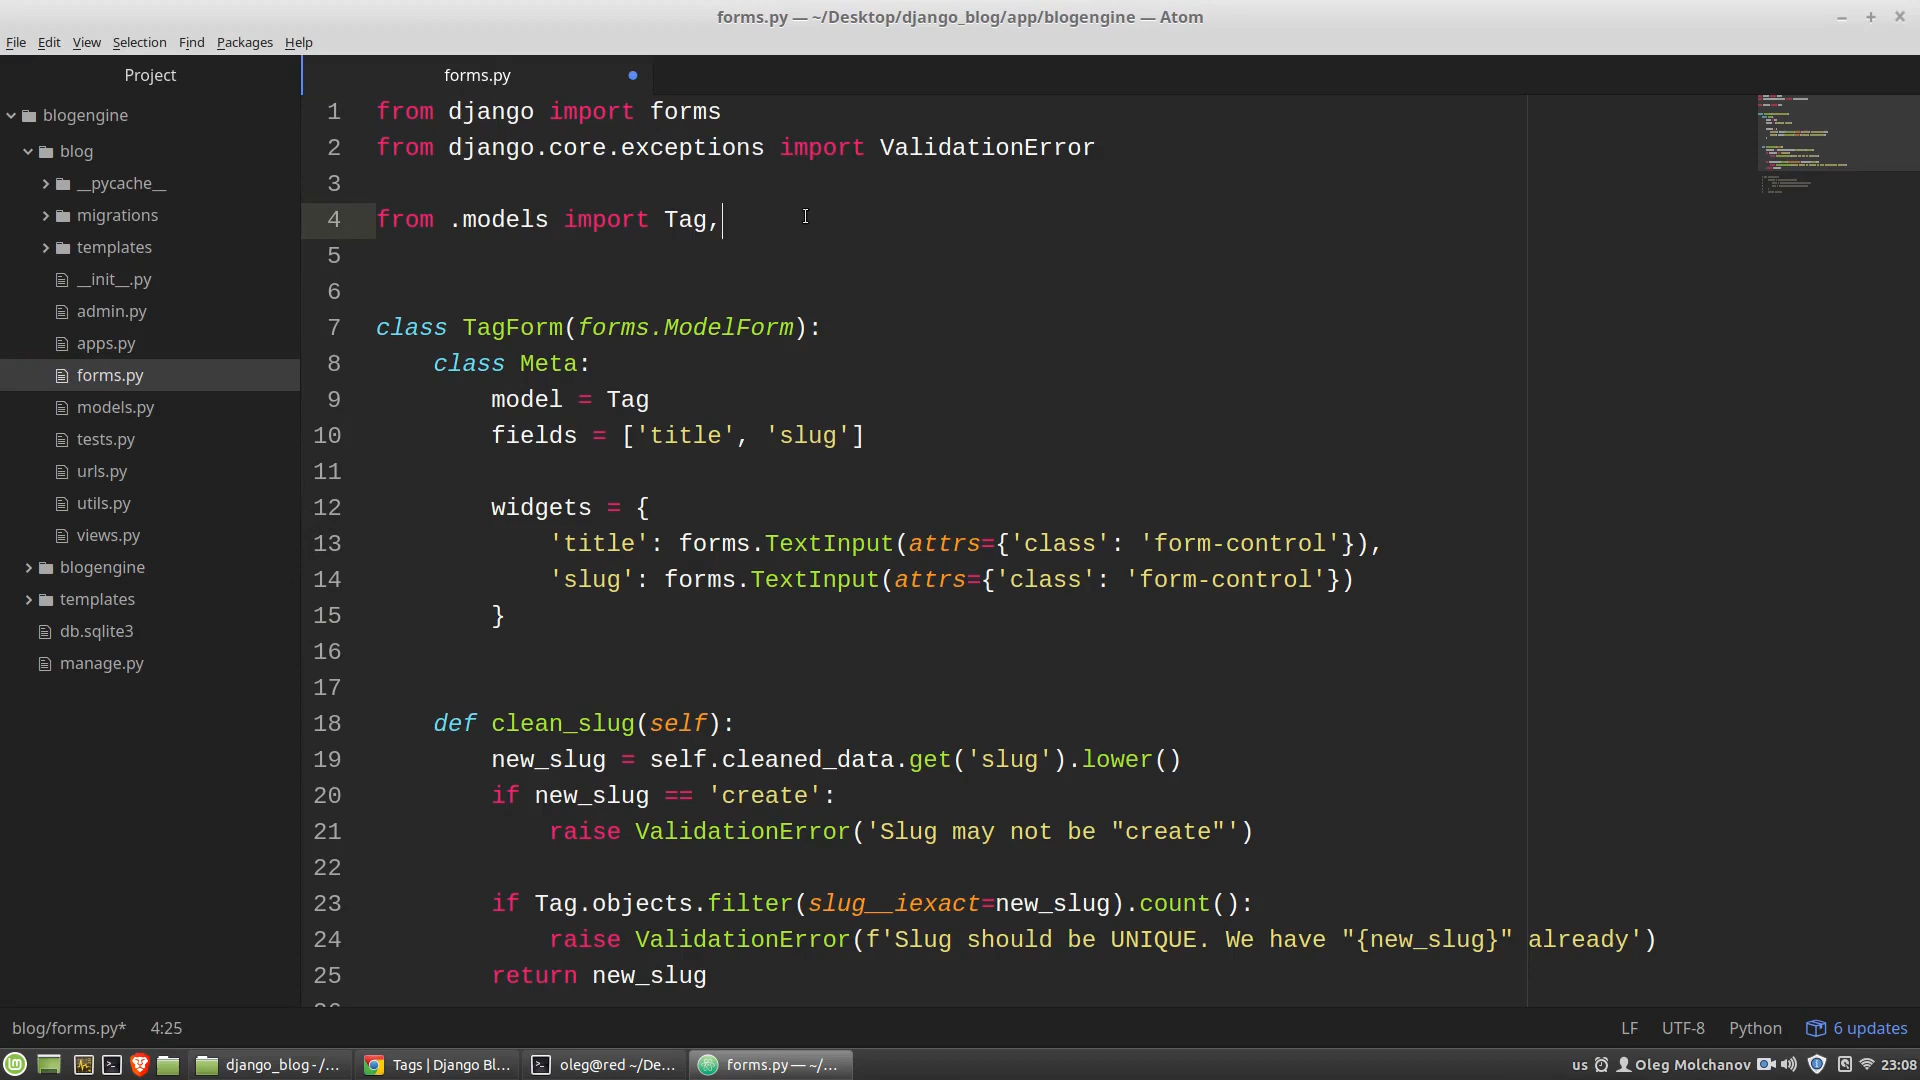 forms.py — ~/Desktop/django_blog/app/blogengine — Atom
File Edit View Selection Find Packages Help
Project
forms.py
blogengine
blog
__pycache__
migrations
templates
__init__.py
admin.py
apps.py
forms.py
models.py
tests.py
urls.py
utils.py
views.py
blogengine
templates
db.sqlite3
manage.py
1 from django import forms
2 from django.core.exceptions import ValidationError
3
4 from .models import Tag,
5
6
7 class TagForm(forms.ModelForm):
8     class Meta:
9         model = Tag
10         fields = ['title', 'slug']
11
12         widgets = {
13             'title': forms.TextInput(attrs={'class': 'form-control'}),
14             'slug': forms.TextInput(attrs={'class': 'form-control'})
15         }
16
17
18     def clean_slug(self):
19         new_slug = self.cleaned_data.get('slug').lower()
20         if new_slug == 'create':
21             raise ValidationError('Slug may not be "create"')
22
23         if Tag.objects.filter(slug__iexact=new_slug).count():
24             raise ValidationError(f'Slug should be UNIQUE. We have "{new_slug}" already')
25         return new_slug
blog/forms.py* 4:25 LF UTF-8 Python 6 updates
django_blog - /... Tags | Django Bl... oleg@red ~/De... forms.py — ~/... us Oleg Molchanov 23:08